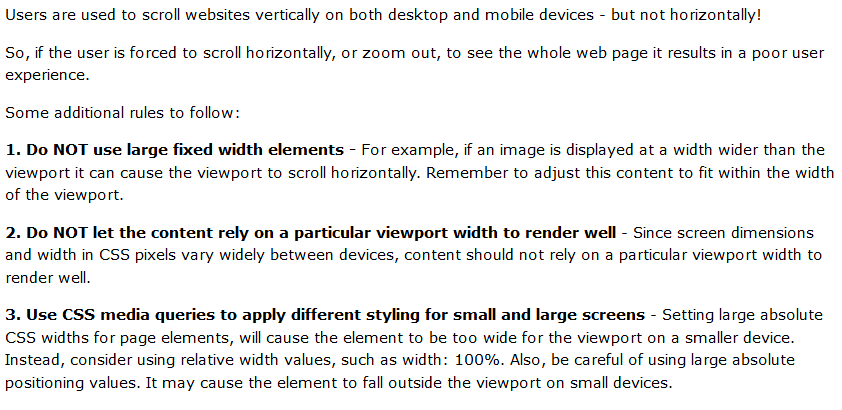 Users are used to scroll websites vertically on both desktop and mobile devices - but not horizontally!
So, if the user is forced to scroll horizontally, or zoom out, to see the whole web page it results in a poor user
experience.
Some additional rules to follow:
1. Do NOT use large fixed width elements - For example, if an image is displayed at a width wider than the
viewport it can cause the viewport to scroll horizontally. Remember to adjust this content to fit within the width
of the viewport.
2. Do NOT let the content rely on a particular viewport width to render well - Since screen dimensions
and width in CSS pixels vary widely between devices, content should not rely on a particular viewport width to
render well.
3. Use CSS media queries to apply different styling for small and large screens - Setting large absolute
CSS widths for page elements, will cause the element to be too wide for the viewport on a smaller device.
Instead, consider using relative width values, such as width: 100%. Also, be careful of using large absolute
positioning values. It may cause the element to fall outside the viewport on small devices.